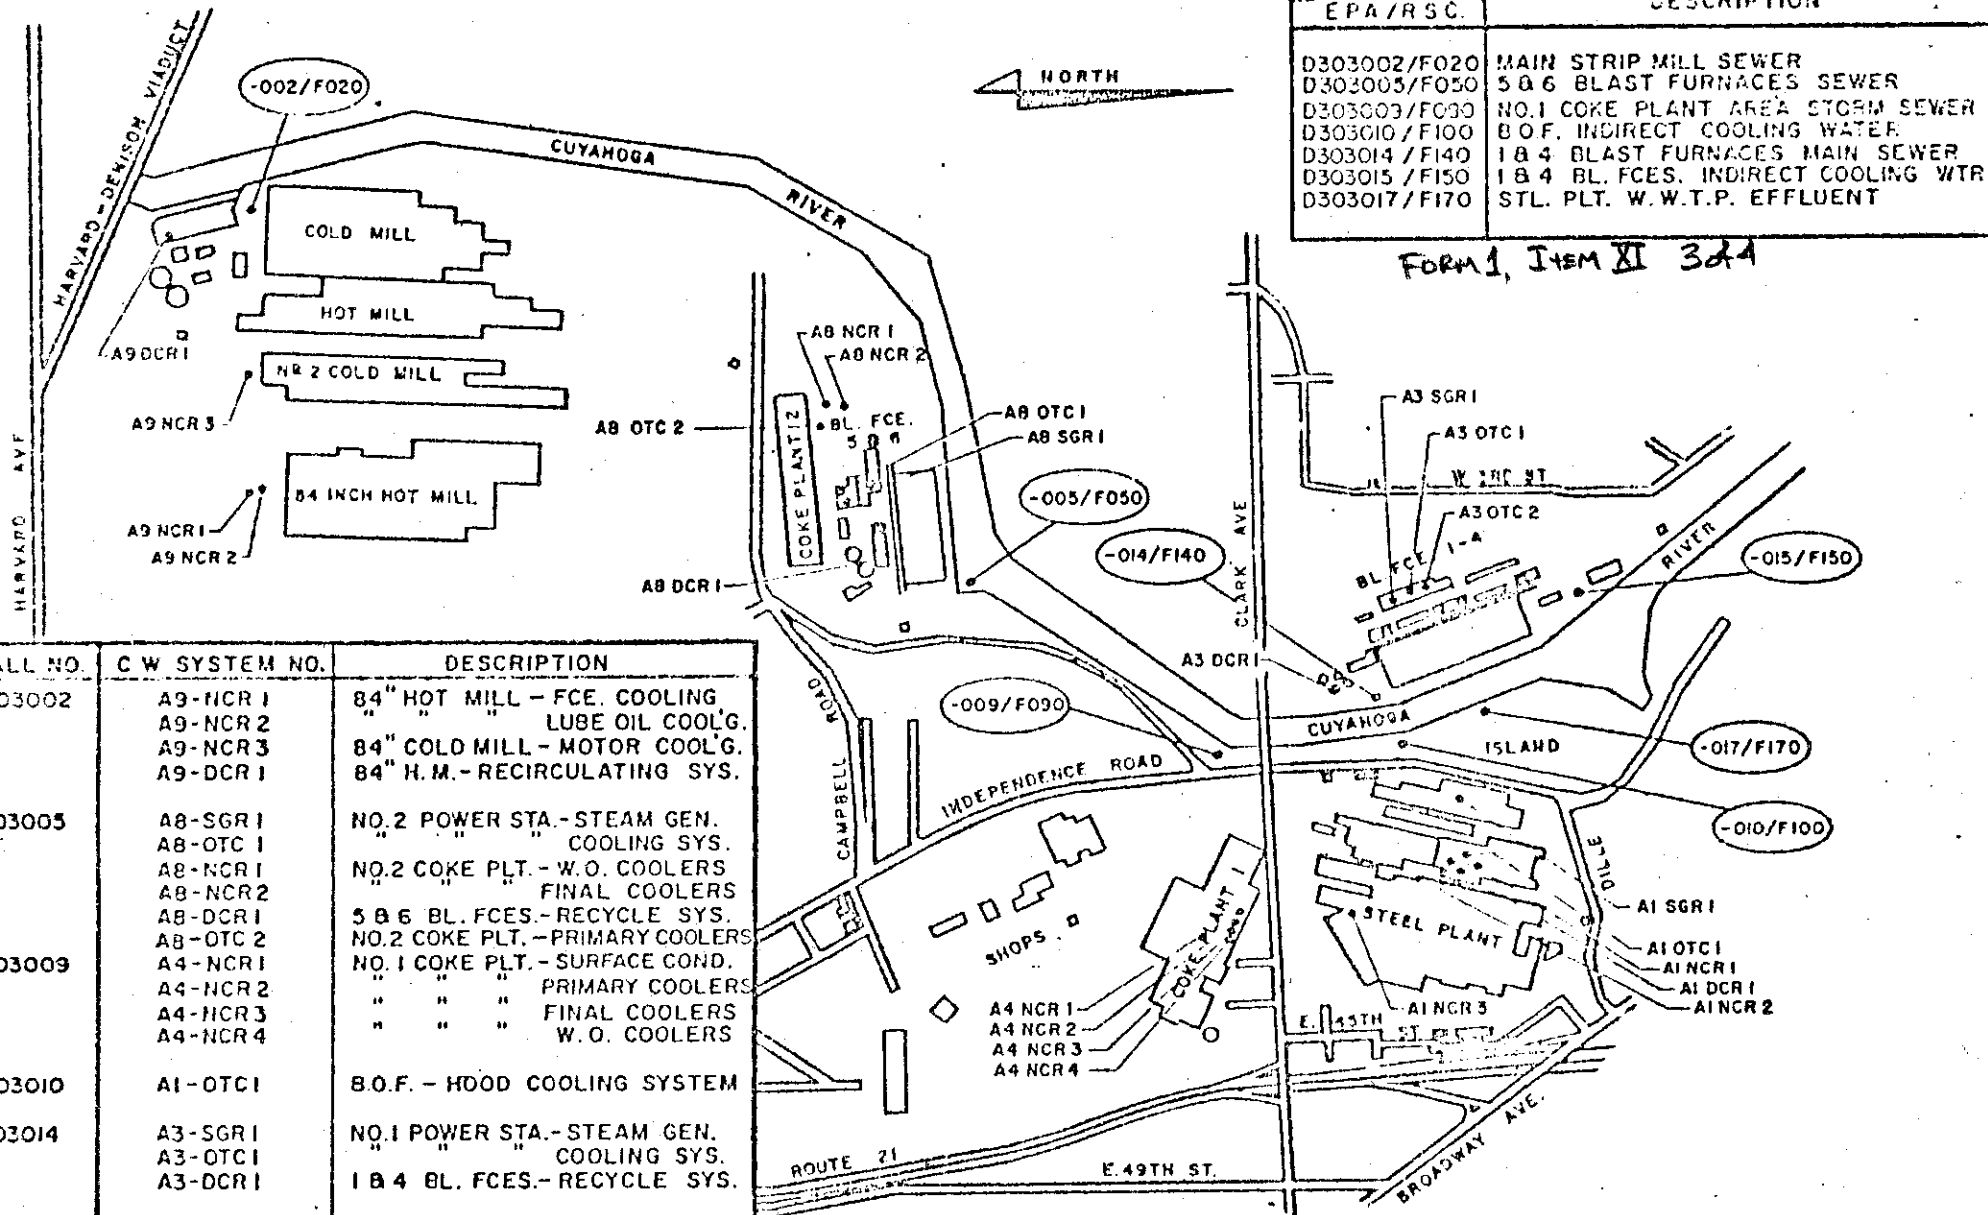 EPA/RSC. DESCRIPTION
D303002/F020 MAIN STRIP MILL SEWER
D303005/F050 5 & 6 BLAST FURNACES SEWER
D303009/F090 NO.1 COKE PLANT AREA STORM SEWER
D303010/F100 B.O.F. INDIRECT COOLING WATER
D303014/F140 1 & 4 BLAST FURNACES MAIN SEWER
D303015/F150 1 & 4 BL. FCES. INDIRECT COOLING WTR
D303017/F170 STL. PLT. W.W.T.P. EFFLUENT
FORM 1, ITEM XI 3 of 4
NORTH
HARVARD-DENISON VIADUCT
-002/F020
CUYAHOGA
RIVER
COLD MILL
HOT MILL
A9 DCR 1
NR 2 COLD MILL
A9 NCR 3
HARVARD AVE
84 INCH HOT MILL
A9 NCR 1
A9 NCR 2
A8 NCR 1
A8 NCR 2
A8 OTC 2
COKE PLANT 2
BL. FCE.
5 & 6
A8 OTC 1
A8 SGR 1
-005/F050
A8 DCR 1
-014/F140
CLARK AVE
A3 SGR 1
A3 OTC 1
W 3RD ST
A3 OTC 2
BL FCE 1-4
RIVER
-015/F150
A3 DCR 1
-009/F090
CUYAHOGA
ISLAND
-017/F170
-010/F100
CAMPBELL ROAD
INDEPENDENCE ROAD
DILLE
SHOPS
COKE PLANT 1
STEEL PLANT
A1 SGR 1
A1 OTC 1
A1 NCR 1
A1 DCR 1
A1 NCR 2
A1 NCR 3
A4 NCR 1
A4 NCR 2
A4 NCR 3
A4 NCR 4
E. 45TH ST.
ROUTE 21
E. 49TH ST.
BROADWAY AVE.
ALL NO. C W SYSTEM NO. DESCRIPTION
03002 A9-NCR 1 84" HOT MILL - FCE. COOLING
A9-NCR 2 " " " LUBE OIL COOL'G.
A9-NCR 3 84" COLD MILL - MOTOR COOL'G.
A9-DCR 1 84" H.M. - RECIRCULATING SYS.
03005 A8-SGR 1 NO.2 POWER STA. - STEAM GEN.
A8-OTC 1 " " " COOLING SYS.
A8-NCR 1 NO.2 COKE PLT. - W.O. COOLERS
A8-NCR 2 " " " FINAL COOLERS
A8-DCR 1 5 & 6 BL. FCES. - RECYCLE SYS.
A8-OTC 2 NO.2 COKE PLT. - PRIMARY COOLERS
03009 A4-NCR 1 NO. 1 COKE PLT. - SURFACE COND.
A4-NCR 2 " " " PRIMARY COOLERS
A4-NCR 3 " " " FINAL COOLERS
A4-NCR 4 " " " W.O. COOLERS
03010 A1-OTC 1 B.O.F. - HOOD COOLING SYSTEM
03014 A3-SGR 1 NO.1 POWER STA. - STEAM GEN.
A3-OTC 1 " " " COOLING SYS.
A3-DCR 1 1 & 4 BL. FCES. - RECYCLE SYS.